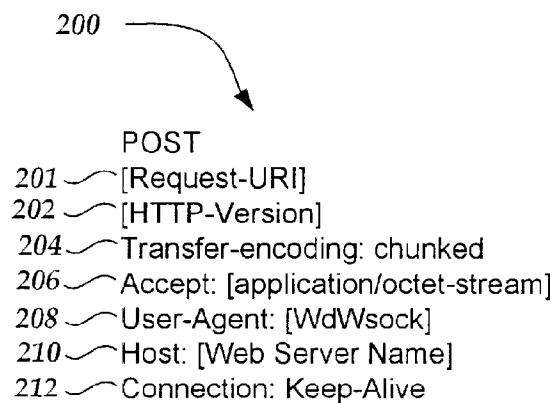 200
POST
201 [Request-URI]
202 [HTTP-Version]
204 Transfer-encoding: chunked
206 Accept: [application/octet-stream]
208 User-Agent: [WdWsock]
210 Host: [Web Server Name]
212 Connection: Keep-Alive